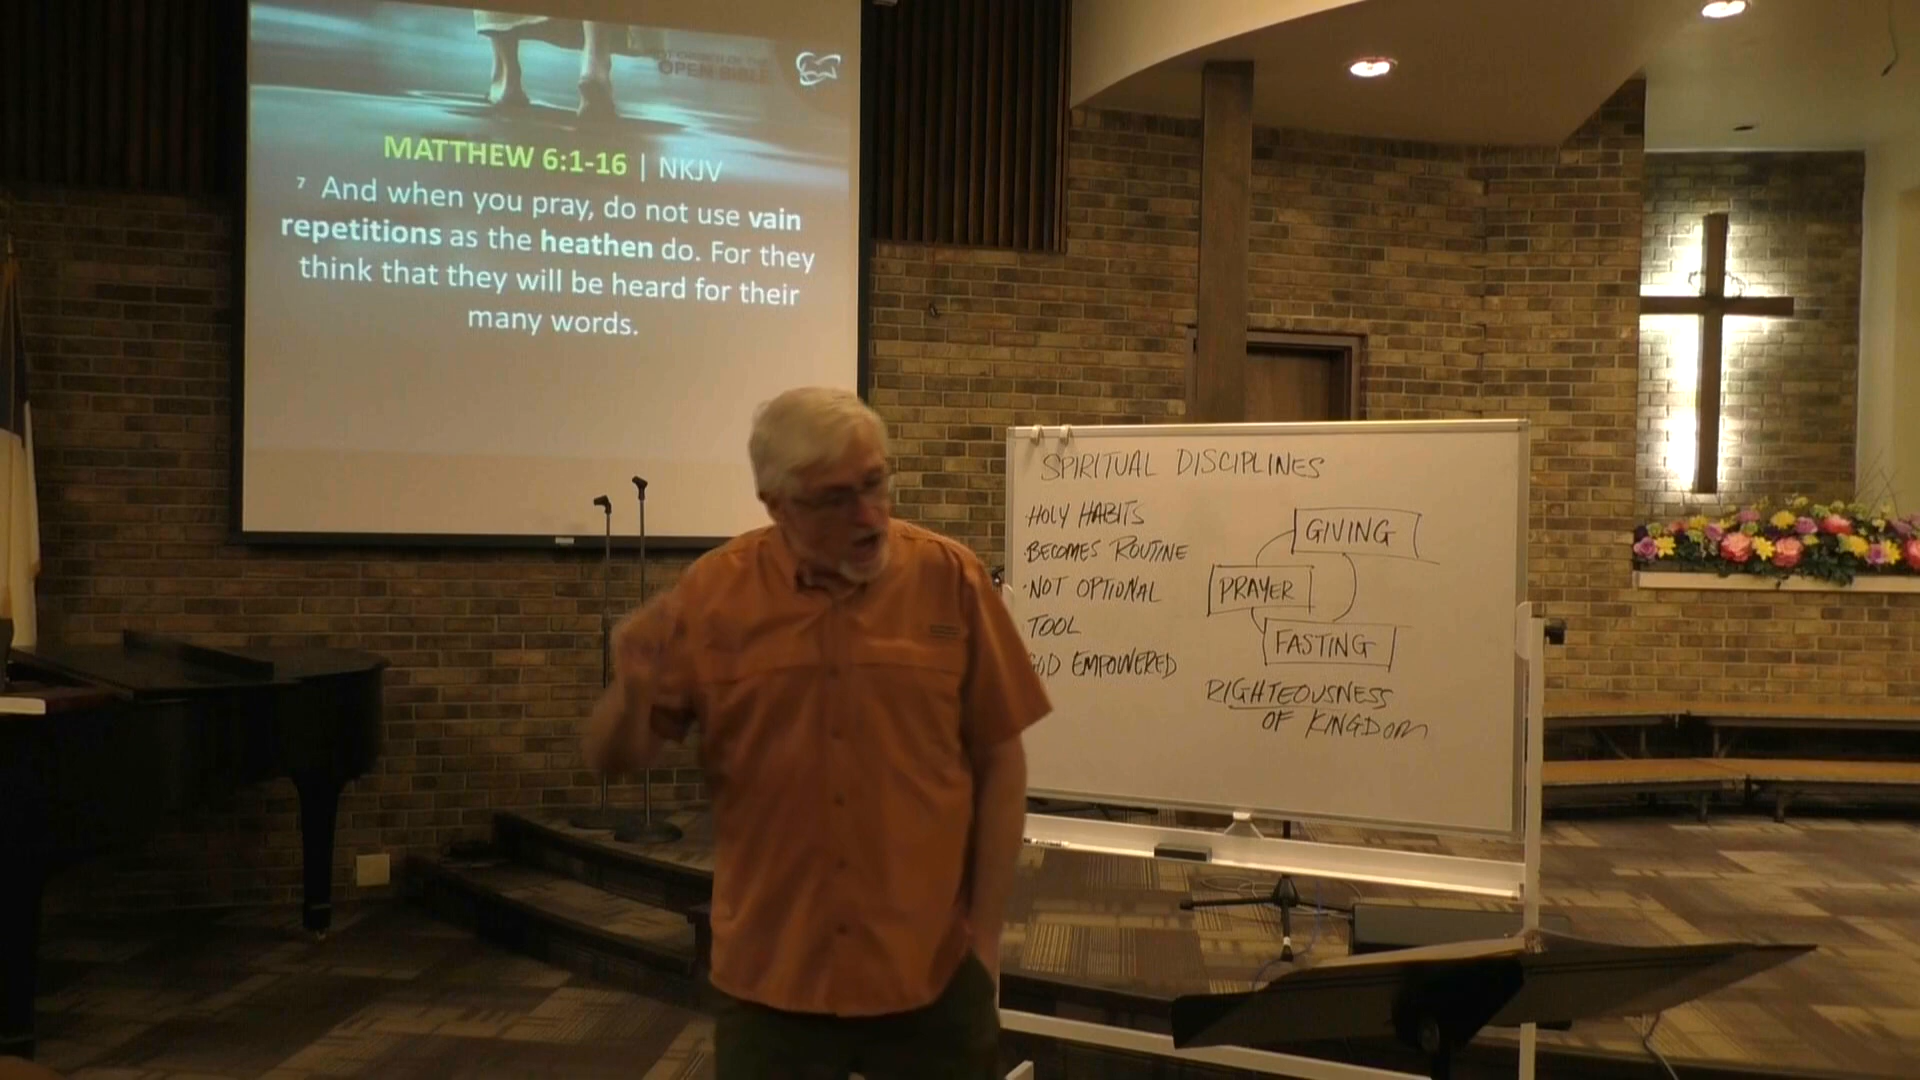 OPEN BIBLE
MATTHEW 6:1-16 | NKJV
7 And when you pray, do not use vain
repetitions as the heathen do. For they
think that they will be heard for their
many words.
SPIRITUAL DISCIPLINES
·HOLY HABITS
·BECOMES ROUTINE
·NOT OPTIONAL
TOOL
EMPOWERED
GIVING
PRAYER
FASTING
RIGHTEOUSNESS
OF KINGDOM